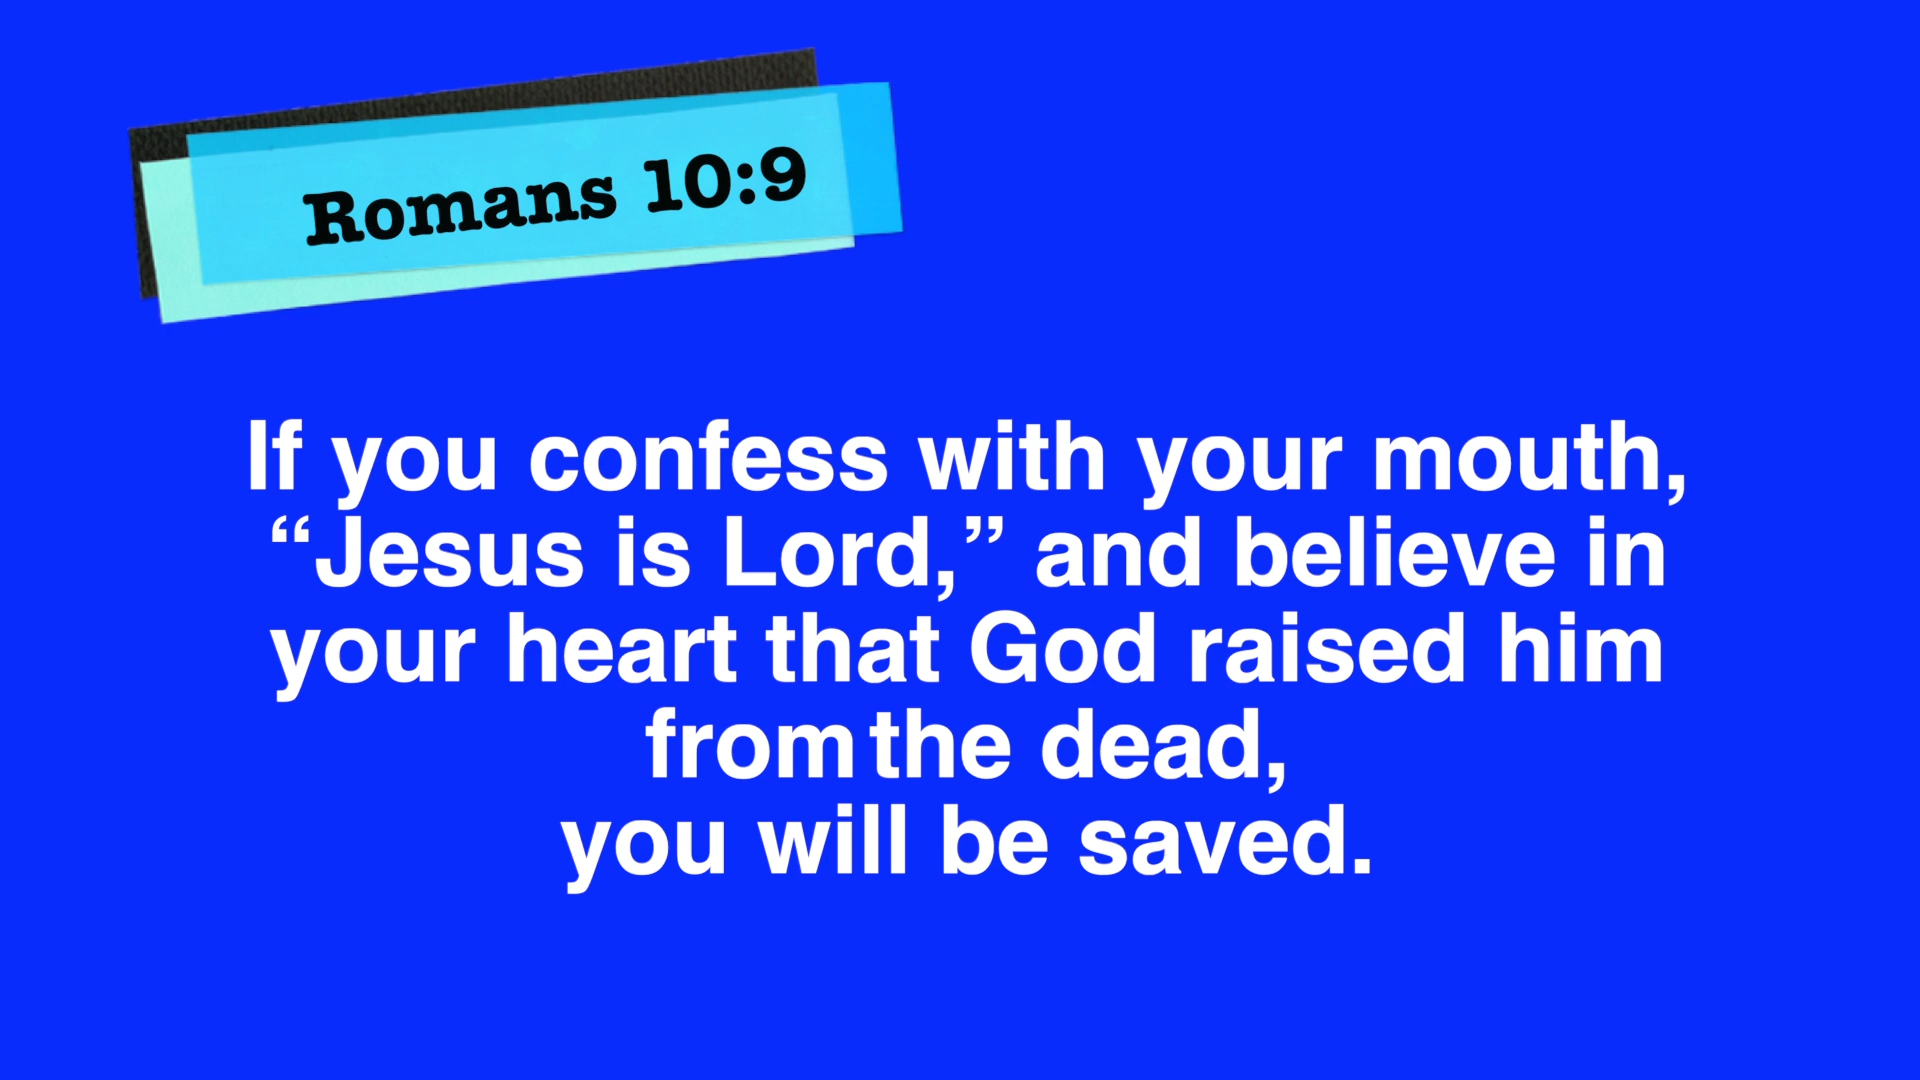 Romans 10:9
If you confess with your mouth,
“Jesus is Lord,” and believe in
your heart that God raised him
from the dead,
you will be saved.